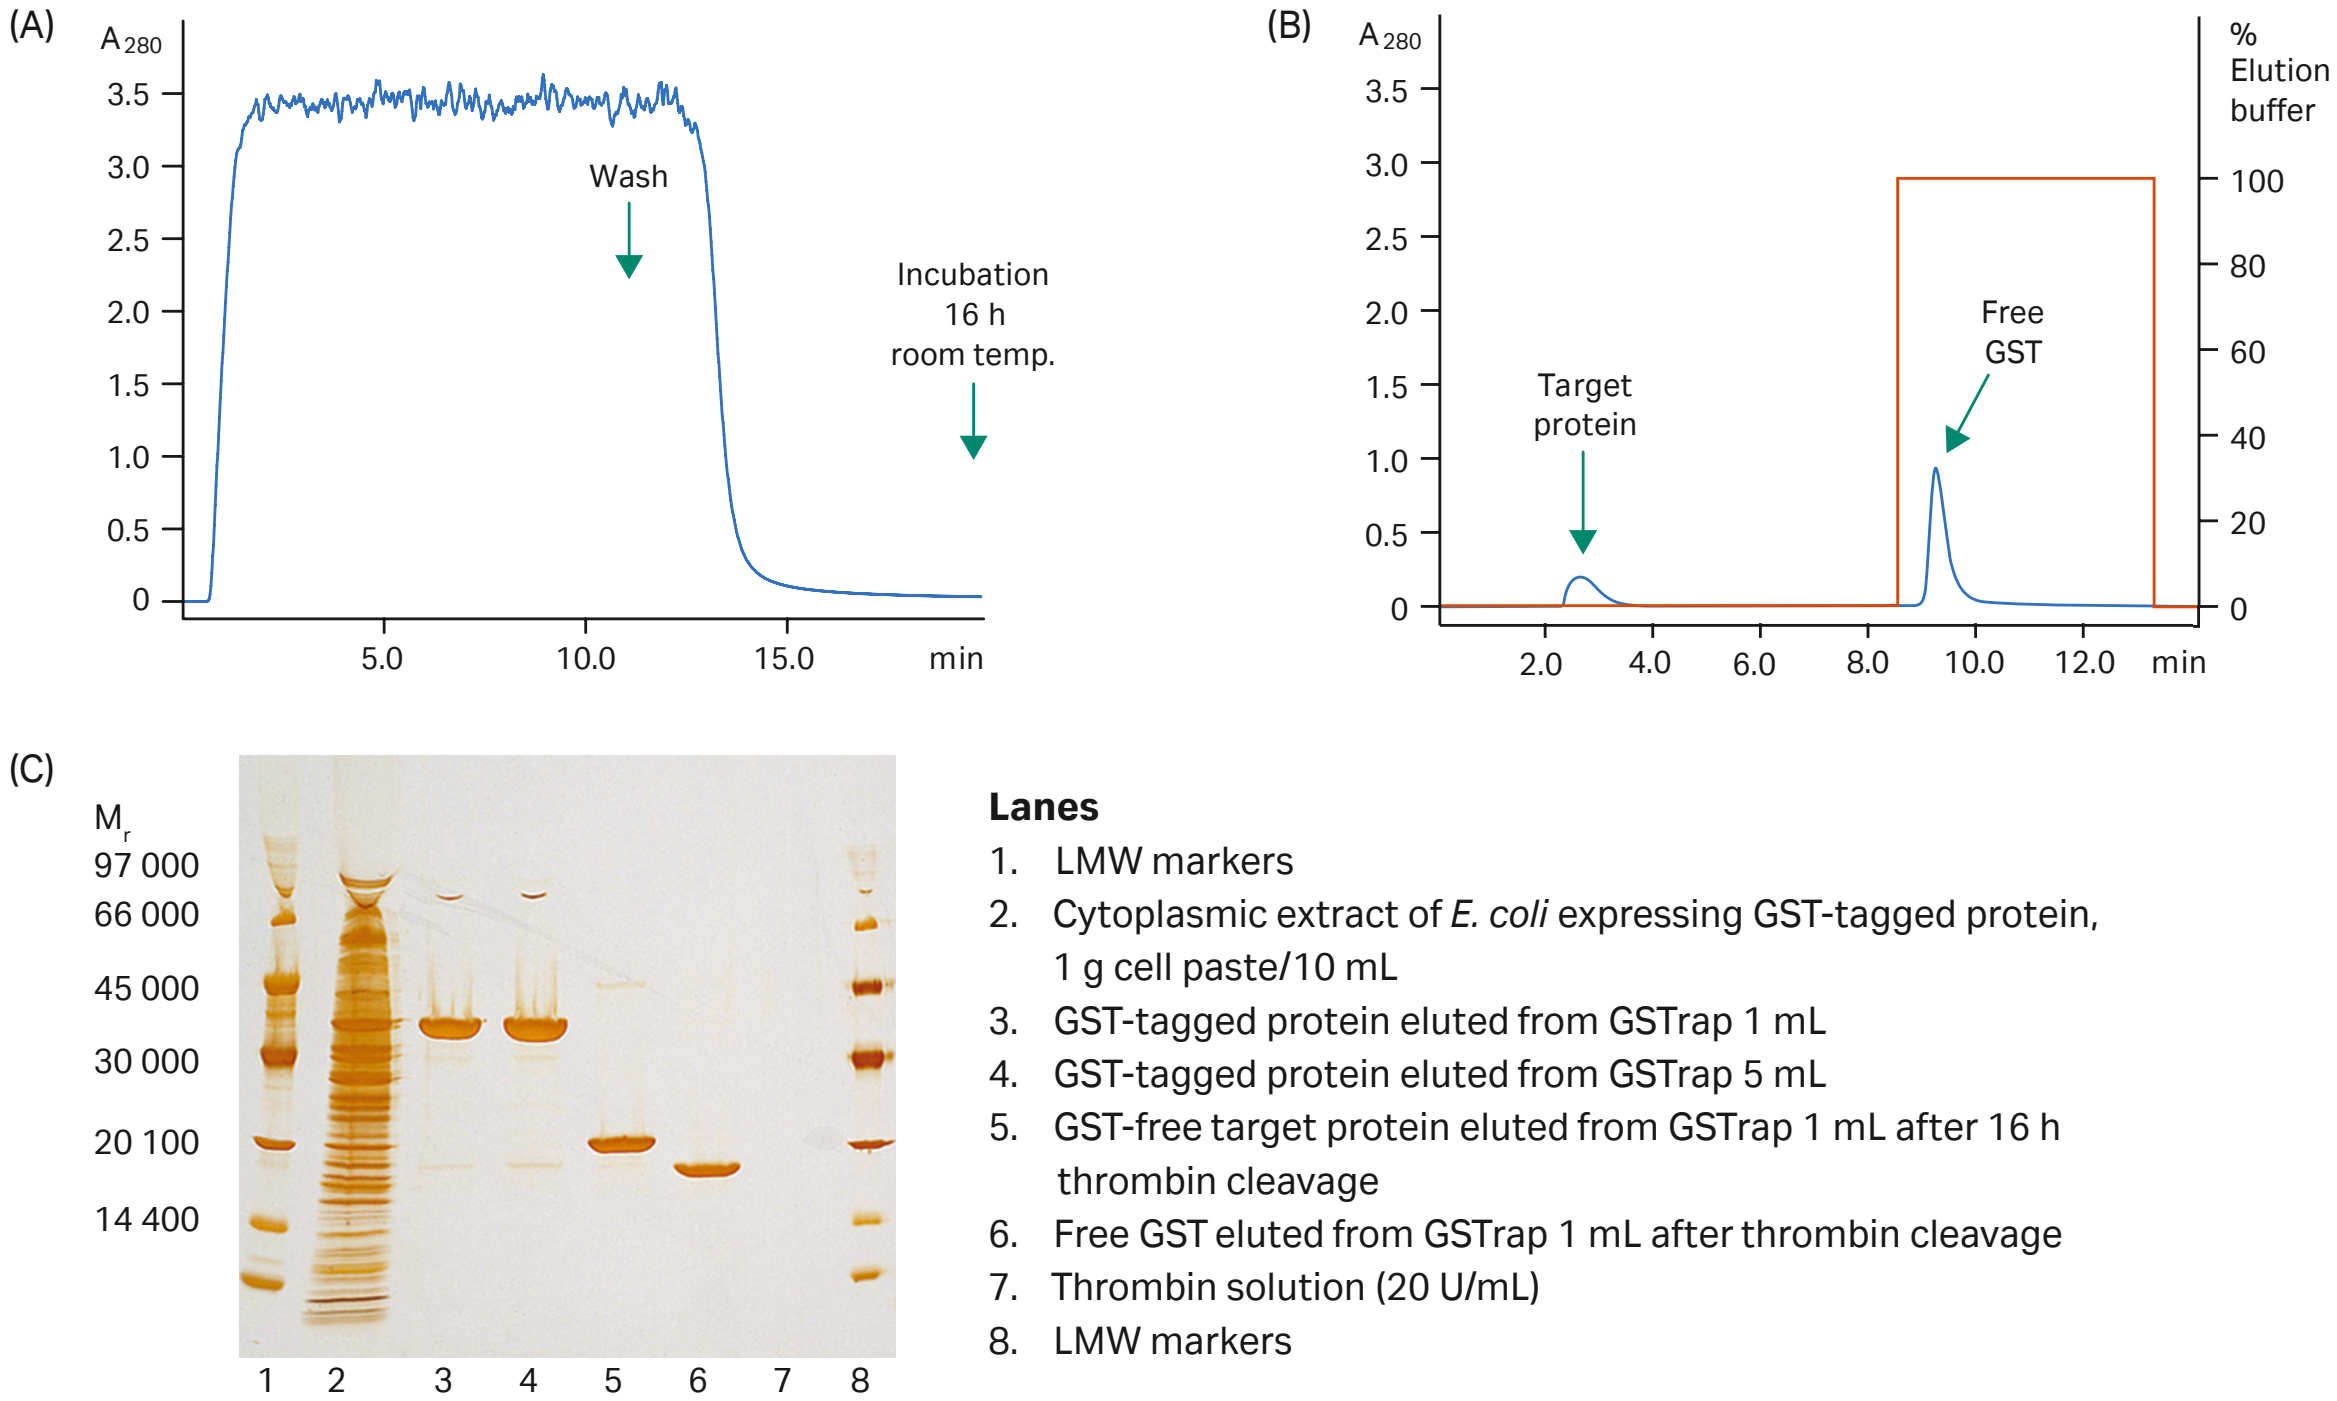 (A)
A280
3.5
3.0
2.5
2.0
1.5
1.0
0.5
0
Wash
Incubation
16 h
room temp.
5.0 10.0 15.0 min
(B)
A280
3.5
3.0
2.5
2.0
1.5
1.0
0.5
0
%
Elution
buffer
100
80
60
40
20
0
Target
protein
Free
GST
2.0 4.0 6.0 8.0 10.0 12.0 min
(C)
Mr
97 000
66 000
45 000
30 000
20 100
14 400
1 2 3 4 5 6 7 8
Lanes
1. LMW markers
2. Cytoplasmic extract of E. coli expressing GST-tagged protein,
1 g cell paste/10 mL
3. GST-tagged protein eluted from GSTrap 1 mL
4. GST-tagged protein eluted from GSTrap 5 mL
5. GST-free target protein eluted from GSTrap 1 mL after 16 h
thrombin cleavage
6. Free GST eluted from GSTrap 1 mL after thrombin cleavage
7. Thrombin solution (20 U/mL)
8. LMW markers